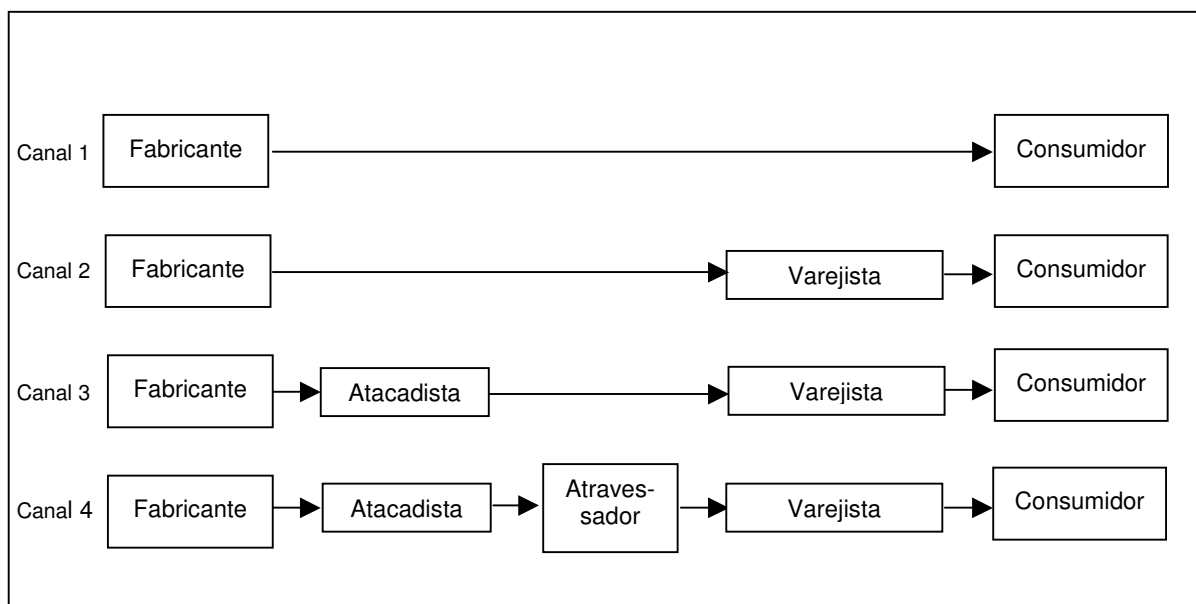 Canal 1 Fabricante Consumidor
Canal 2 Fabricante Varejista Consumidor
Canal 3 Fabricante Atacadista Varejista Consumidor
Canal 4 Fabricante Atacadista Atraves-
sador Varejista Consumidor